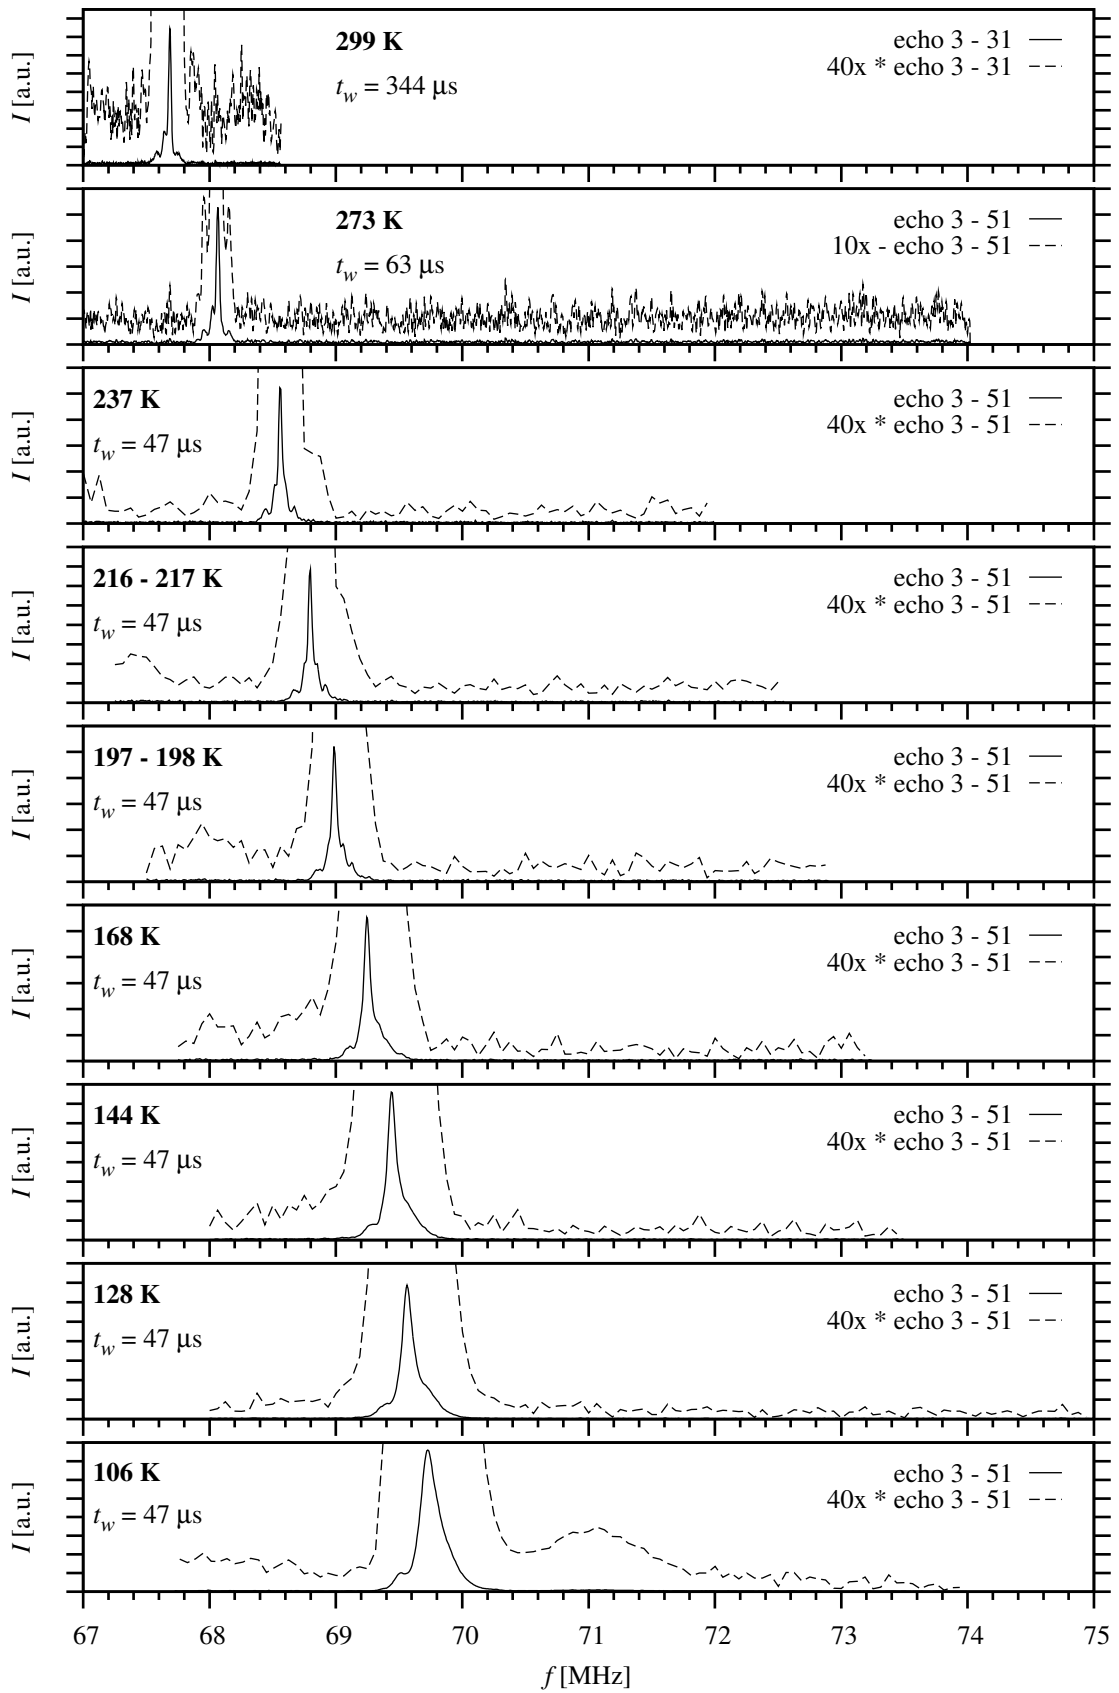 I [a.u.]
299 K
t_w = 344 μs
echo 3 - 31
40x * echo 3 - 31
I [a.u.]
273 K
t_w = 63 μs
echo 3 - 51
10x - echo 3 - 51
I [a.u.]
237 K
t_w = 47 μs
echo 3 - 51
40x * echo 3 - 51
I [a.u.]
216 - 217 K
t_w = 47 μs
echo 3 - 51
40x * echo 3 - 51
I [a.u.]
197 - 198 K
t_w = 47 μs
echo 3 - 51
40x * echo 3 - 51
I [a.u.]
168 K
t_w = 47 μs
echo 3 - 51
40x * echo 3 - 51
I [a.u.]
144 K
t_w = 47 μs
echo 3 - 51
40x * echo 3 - 51
I [a.u.]
128 K
t_w = 47 μs
echo 3 - 51
40x * echo 3 - 51
I [a.u.]
106 K
t_w = 47 μs
echo 3 - 51
40x * echo 3 - 51
67 68 69 70 71 72 73 74 75
f [MHz]